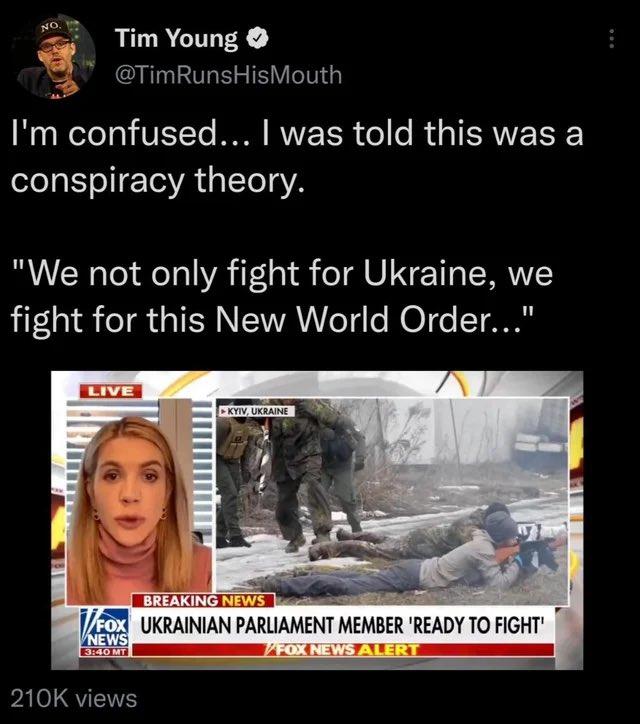 NO.
Tim Young
@TimRunsHisMouth
I'm confused... I was told this was a
conspiracy theory.
"We not only fight for Ukraine, we
fight for this New World Order..."
LIVE
KYIV, UKRAINE
BREAKING NEWS
FOX
NEWS
3:40 MT
UKRAINIAN PARLIAMENT MEMBER 'READY TO FIGHT'
FOX NEWS ALERT
210K views